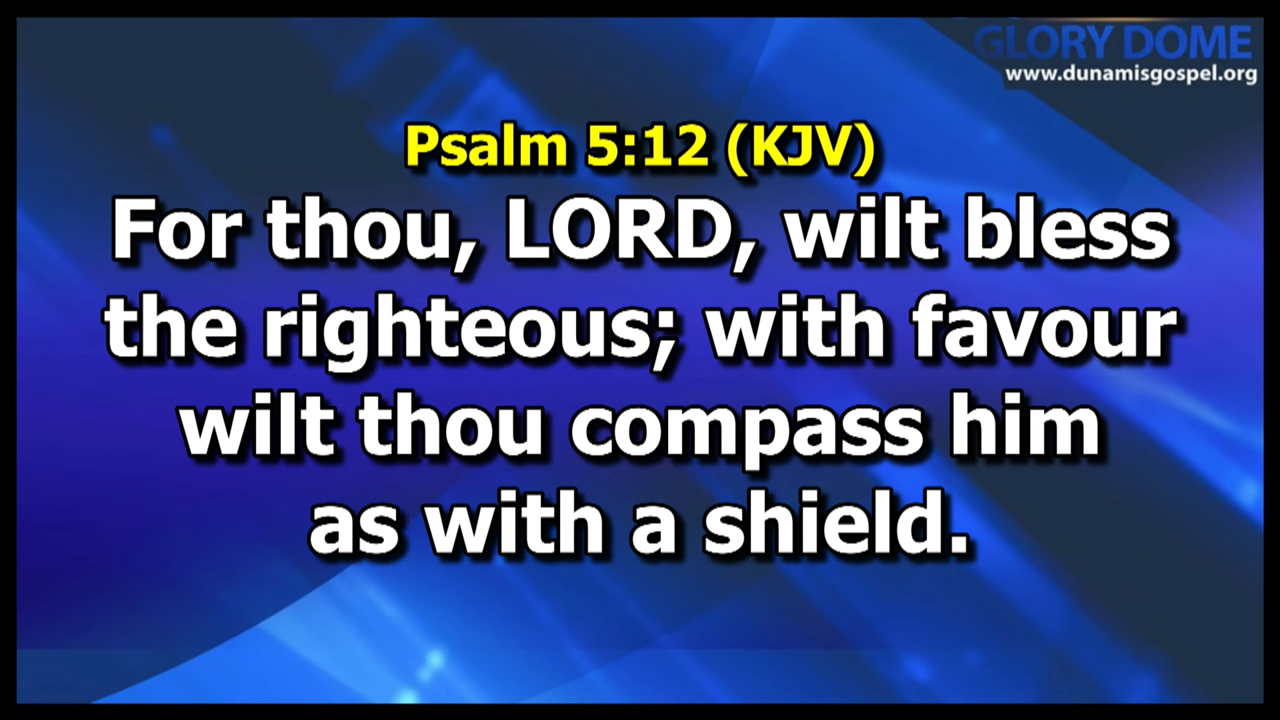 GLORY DOME
www.dunamisgospel.org
Psalm 5:12 (KJV)
For thou, LORD, wilt bless
the righteous; with favour
wilt thou compass him
as with a shield.